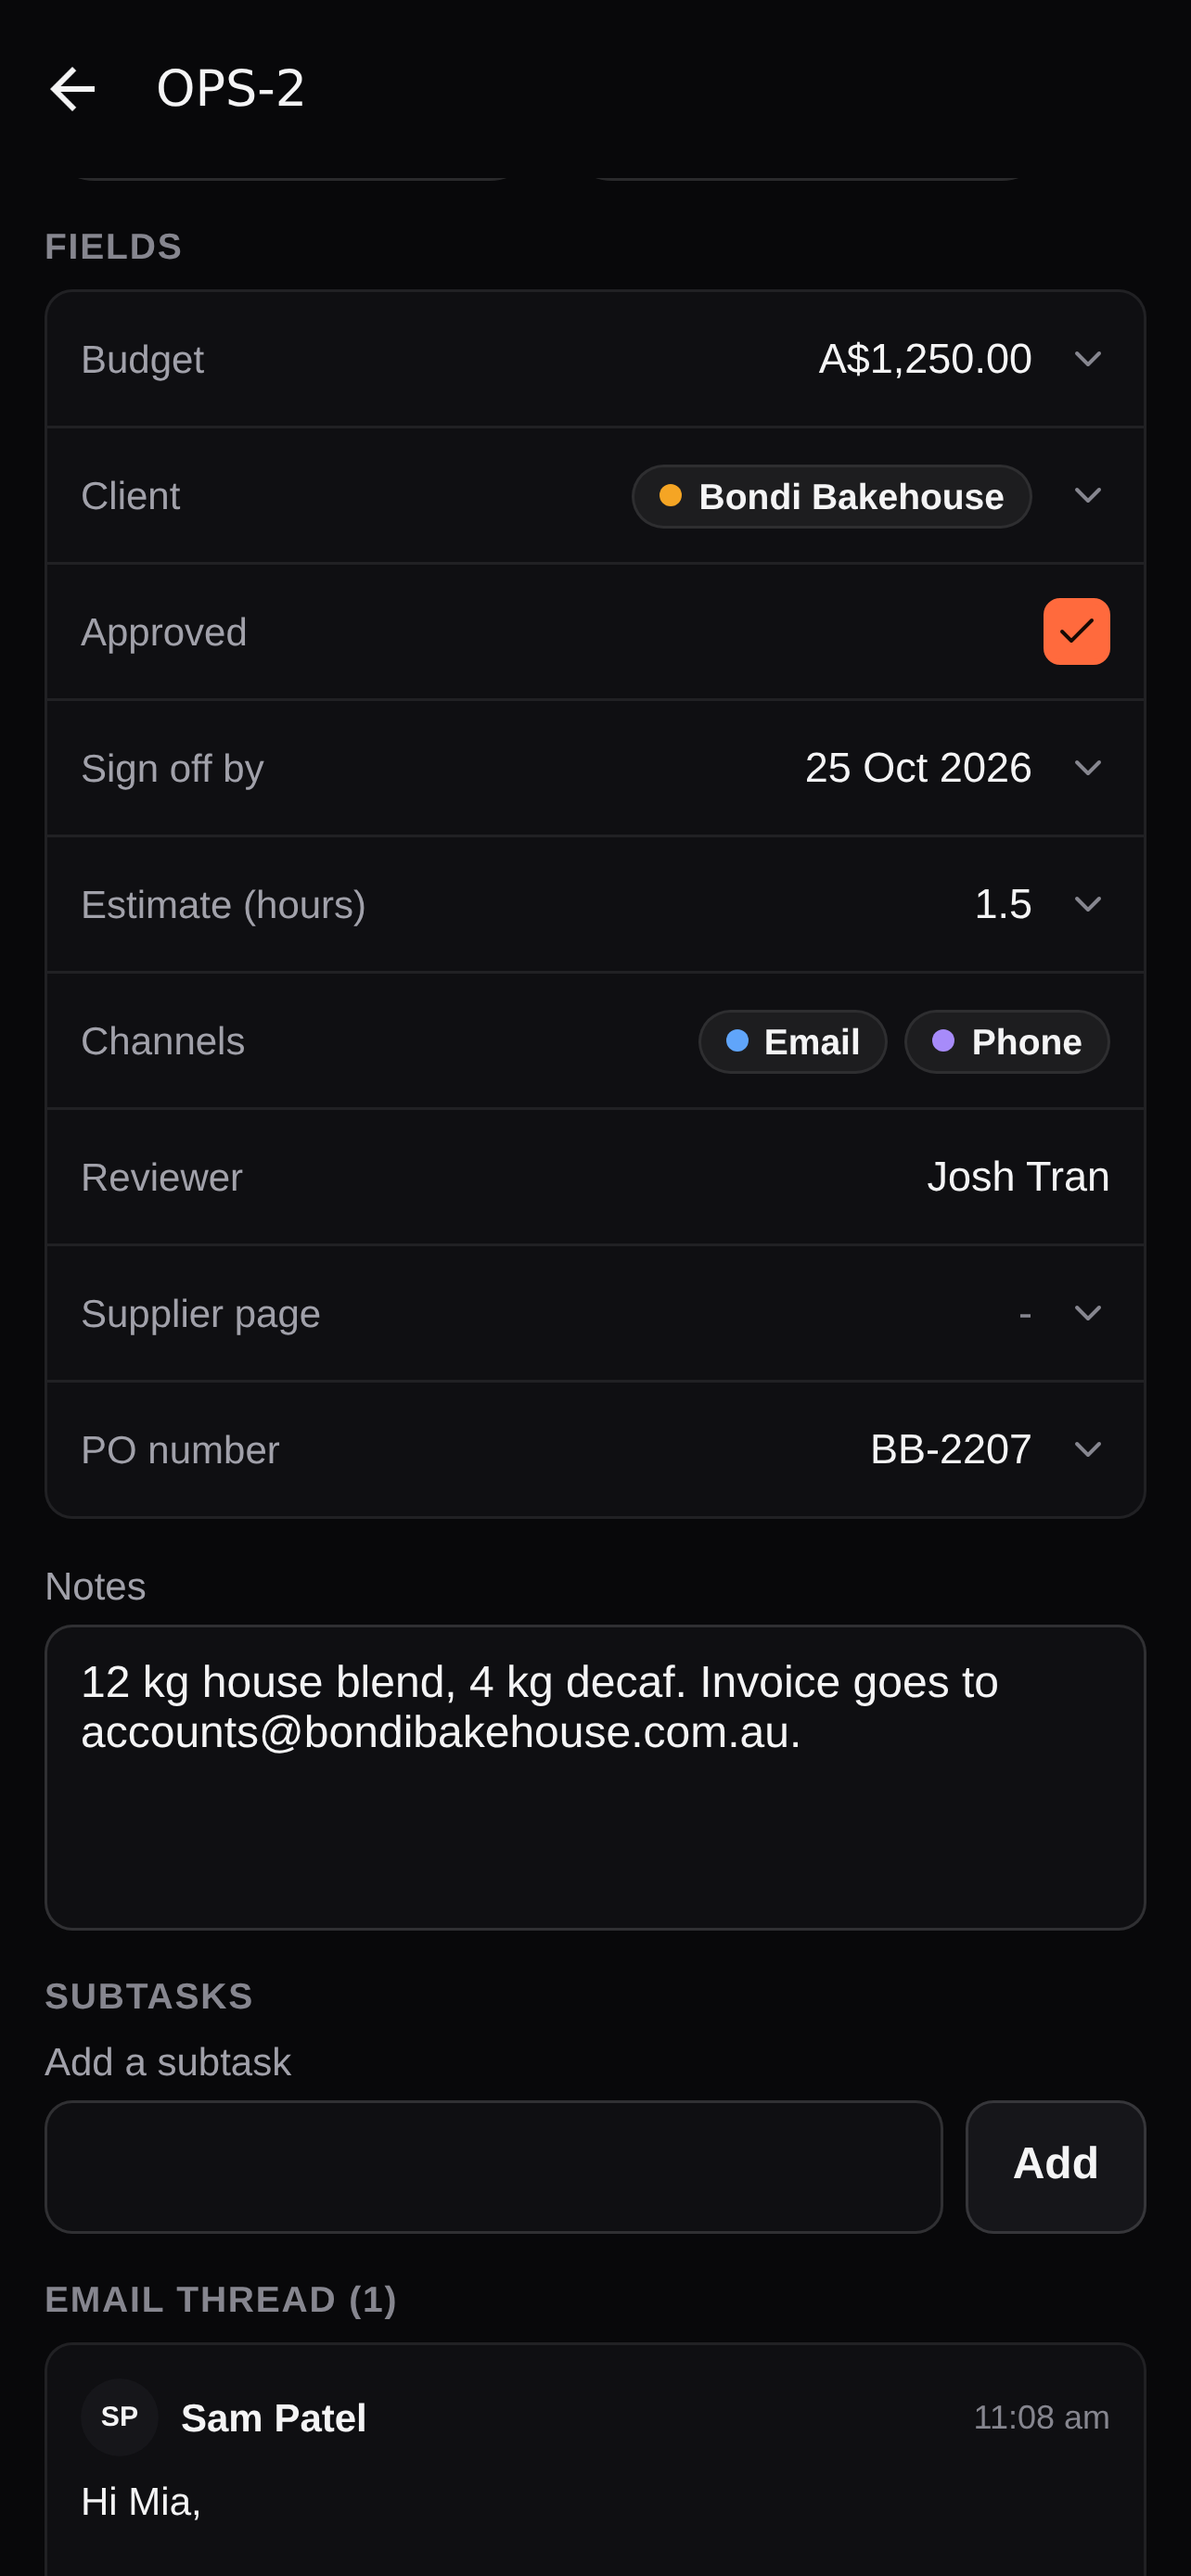 OPS-2
FIELDS
Budget A$1,250.00
Client Bondi Bakehouse
Approved
Sign off by 25 Oct 2026
Estimate (hours) 1.5
Channels Email Phone
Reviewer Josh Tran
Supplier page -
PO number BB-2207
Notes
12 kg house blend, 4 kg decaf. Invoice goes to
accounts@bondibakehouse.com.au.
SUBTASKS
Add a subtask
Add
EMAIL THREAD (1)
SP Sam Patel 11:08 am
Hi Mia,